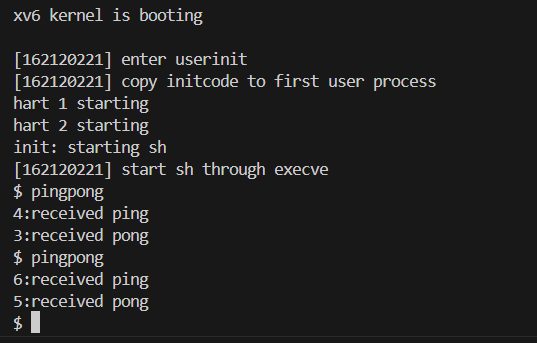 xv6 kernel is booting
[162120221] enter userinit
[162120221] copy initcode to first user process
hart 1 starting
hart 2 starting
init: starting sh
[162120221] start sh through execve
$ pingpong
4:received ping
3:received pong
$ pingpong
6:received ping
5:received pong
$